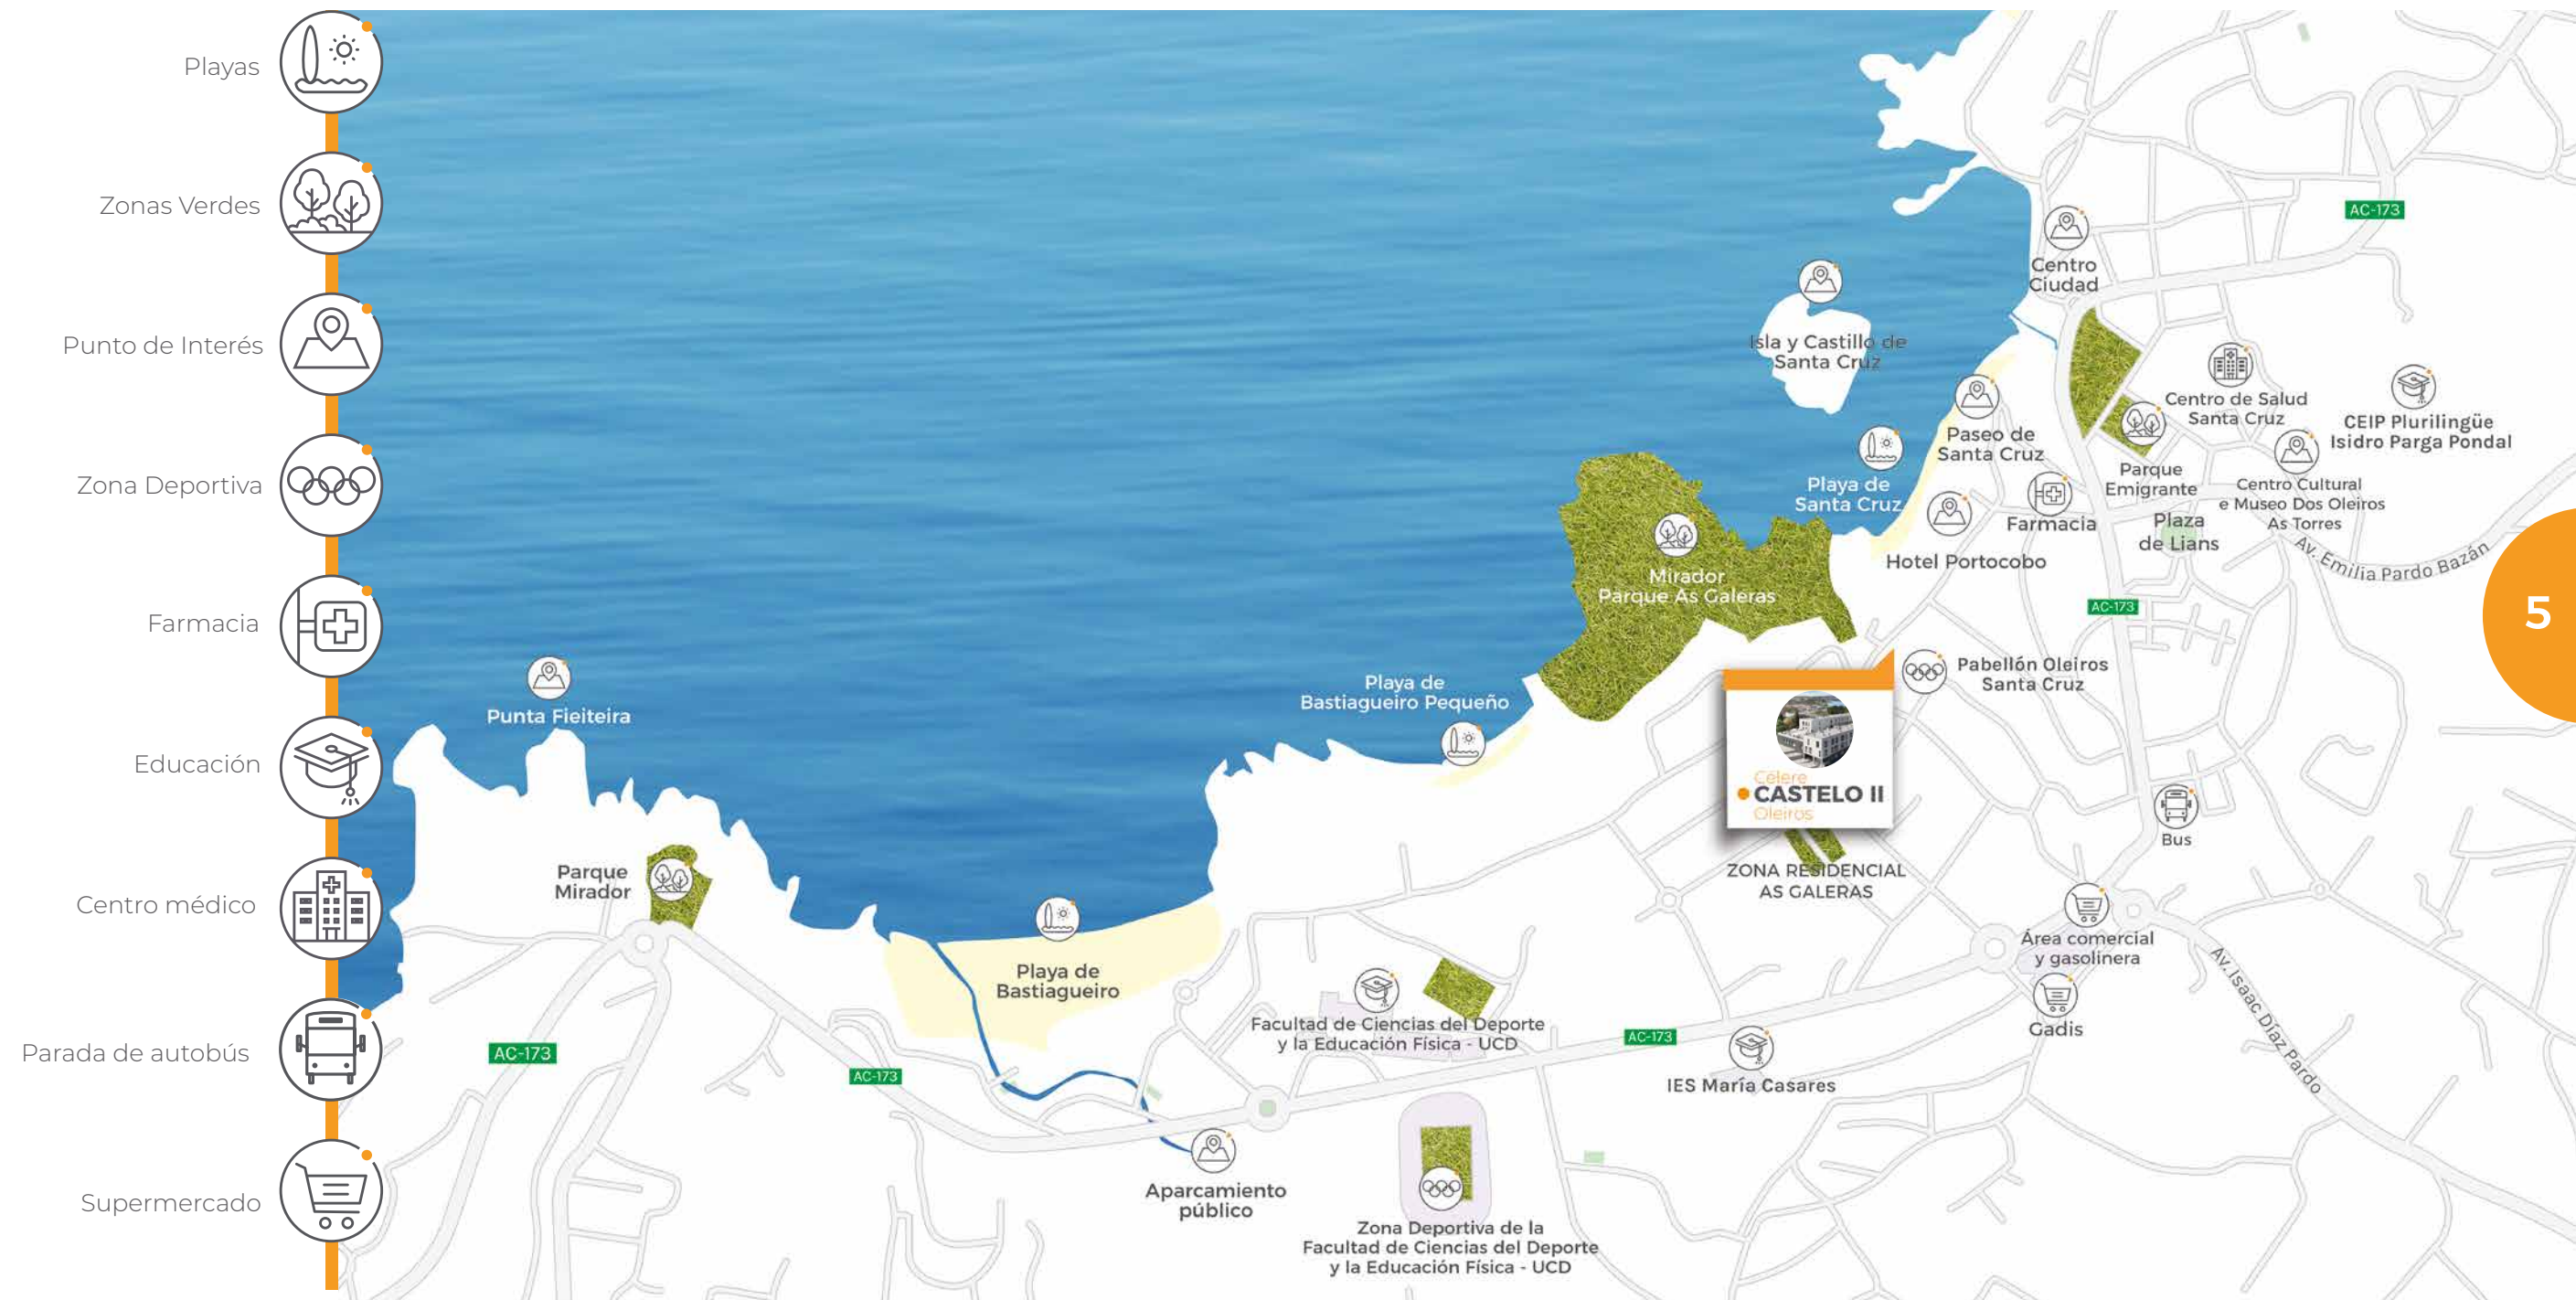 Playas
Zonas Verdes
Punto de Interés
Zona Deportiva
Farmacia
Educación
Centro médico
Parada de autobús
Supermercado
AC-173
Centro
Ciudad
Isla y Castillo de
Santa Cruz
Centro de Salud
Santa Cruz
CEIP Plurilingüe
Isidro Parga Pondal
Paseo de
Santa Cruz
Parque
Emigrante
Centro Cultural
e Museo Dos Oleiros
As Torres
Playa de
Santa Cruz
Farmacia
Plaza
de Lians
Av. Emilia Pardo Bazán
Hotel Portocobo
Mirador
Parque As Galeras
AC-173
5
Pabellón Oleiros
Santa Cruz
Playa de
Bastiagueiro Pequeño
Punta Fieiteira
Célere
CASTELO II
Oleiros
Bus
ZONA RESIDENCIAL
AS GALERAS
Parque
Mirador
Área comercial
y gasolinera
Playa de
Bastiagueiro
Av. Isaac Díaz Pardo
Gadis
Facultad de Ciencias del Deporte
y la Educación Física - UCD
AC-173
AC-173
AC-173
IES María Casares
Aparcamiento
público
Zona Deportiva de la
Facultad de Ciencias del Deporte
y la Educación Física - UCD